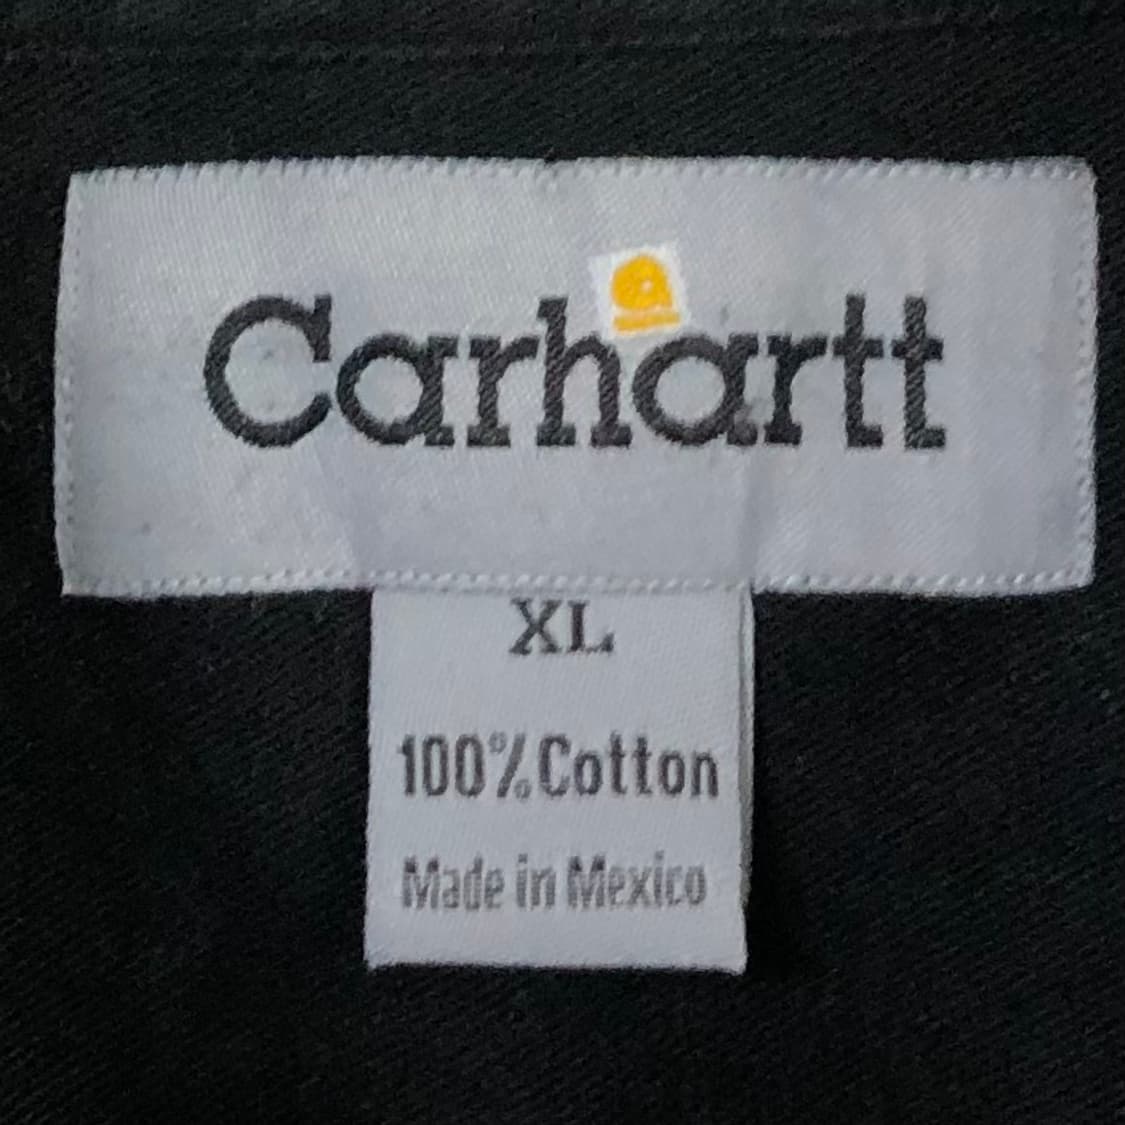 Carhartt
XL
100% Cotton
Made in Mexico